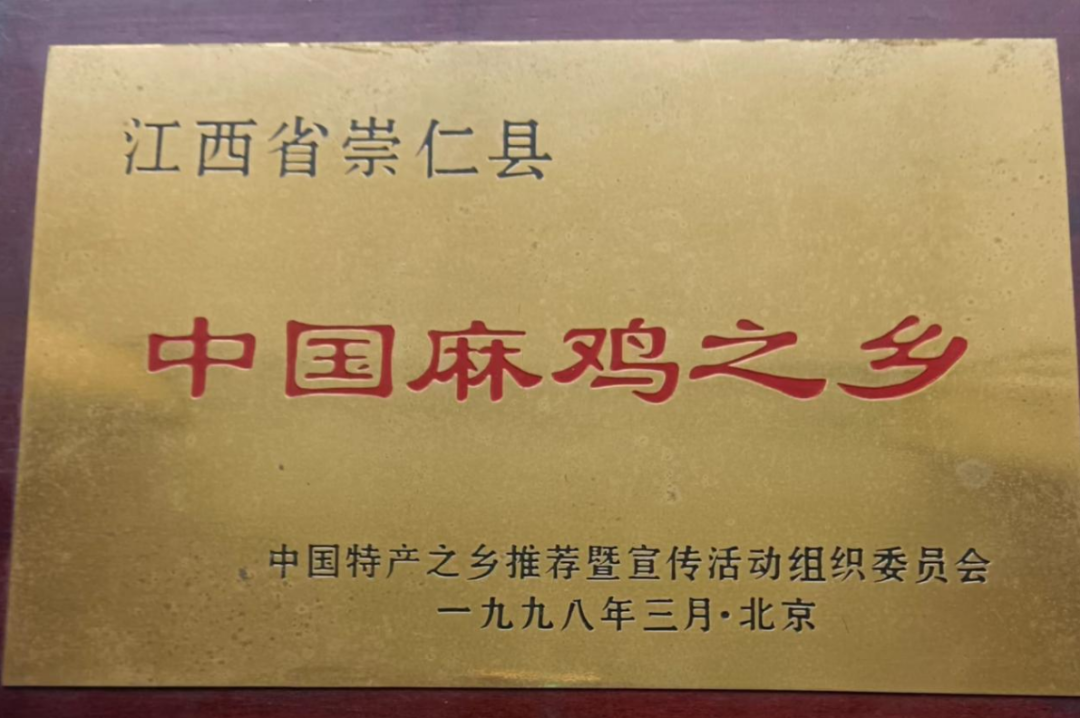 江西省崇仁县
中国麻鸡之乡
中国特产之乡推荐暨宣传活动组织委员会
一九九八年三月·北京